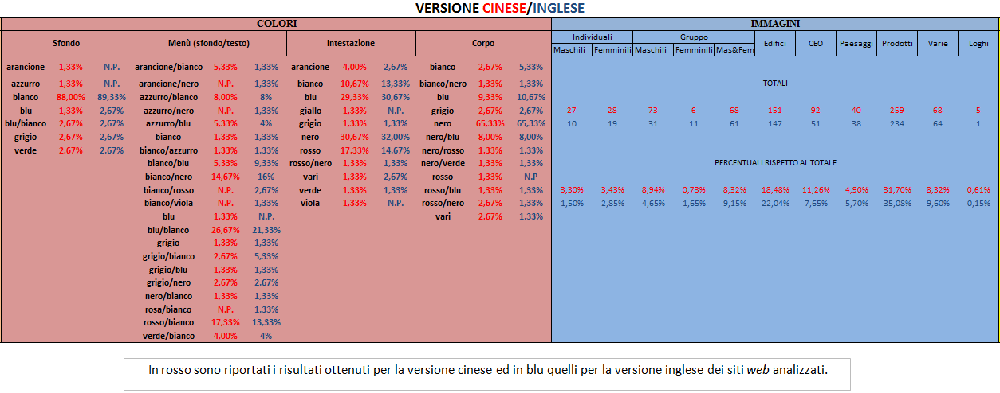 VERSIONE CINESE/INGLESE
COLORI IMMAGINI
Sfondo Menù (sfondo/testo) Intestazione Corpo Individuali Gruppo Edifici CEO Paesaggi Prodotti Varie Loghi
Maschili Femminili Maschili Femminili Mas&Fem
arancione 1,33% N.P. arancione/bianco 5,33% 1,33% arancione 4,00% 2,67% bianco 2,67% 5,33%
azzurro 1,33% N.P. arancione/nero N.P. 1,33% bianco 10,67% 13,33% bianco/nero 1,33% 1,33% TOTALI
bianco 88,00% 89,33% azzurro/bianco 8,00% 8% blu 29,33% 30,67% blu 9,33% 10,67%
blu 1,33% 2,67% azzurro/nero N.P. 1,33% giallo 1,33% N.P. grigio 2,67% 2,67% 27 28 73 6 68 151 92 40 259 68 5
blu/bianco 2,67% 2,67% azzurro/blu 5,33% 4% grigio 1,33% 1,33% nero 65,33% 65,33% 10 19 31 11 61 147 51 38 234 64 1
grigio 2,67% 2,67% bianco 1,33% 1,33% nero 30,67% 32,00% nero/blu 8,00% 8,00%
verde 2,67% 2,67% bianco/azzurro 1,33% 1,33% rosso 17,33% 14,67% nero/rosso 1,33% 1,33%
bianco/blu 5,33% 9,33% rosso/nero 1,33% 1,33% nero/verde 1,33% 1,33% PERCENTUALI RISPETTO AL TOTALE
bianco/nero 14,67% 16% vari 1,33% 2,67% rosso 1,33% N.P
bianco/rosso N.P. 2,67% verde 1,33% 1,33% rosso/blu 1,33% 1,33% 3,30% 3,43% 8,94% 0,73% 8,32% 18,48% 11,26% 4,90% 31,70% 8,32% 0,61%
bianco/viola N.P. 1,33% viola 1,33% N.P. rosso/nero 2,67% 1,33% 1,50% 2,85% 4,65% 1,65% 9,15% 22,04% 7,65% 5,70% 35,08% 9,60% 0,15%
blu 1,33% N.P. vari 2,67% 1,33%
blu/bianco 26,67% 21,33%
grigio 1,33% 1,33%
grigio/bianco 2,67% 5,33%
grigio/blu 1,33% 1,33%
grigio/nero 2,67% 2,67%
nero/bianco 1,33% 1,33%
rosa/bianco N.P. 1,33%
rosso/bianco 17,33% 13,33%
verde/bianco 4,00% 4%
In rosso sono riportati i risultati ottenuti per la versione cinese ed in blu quelli per la versione inglese dei siti web analizzati.